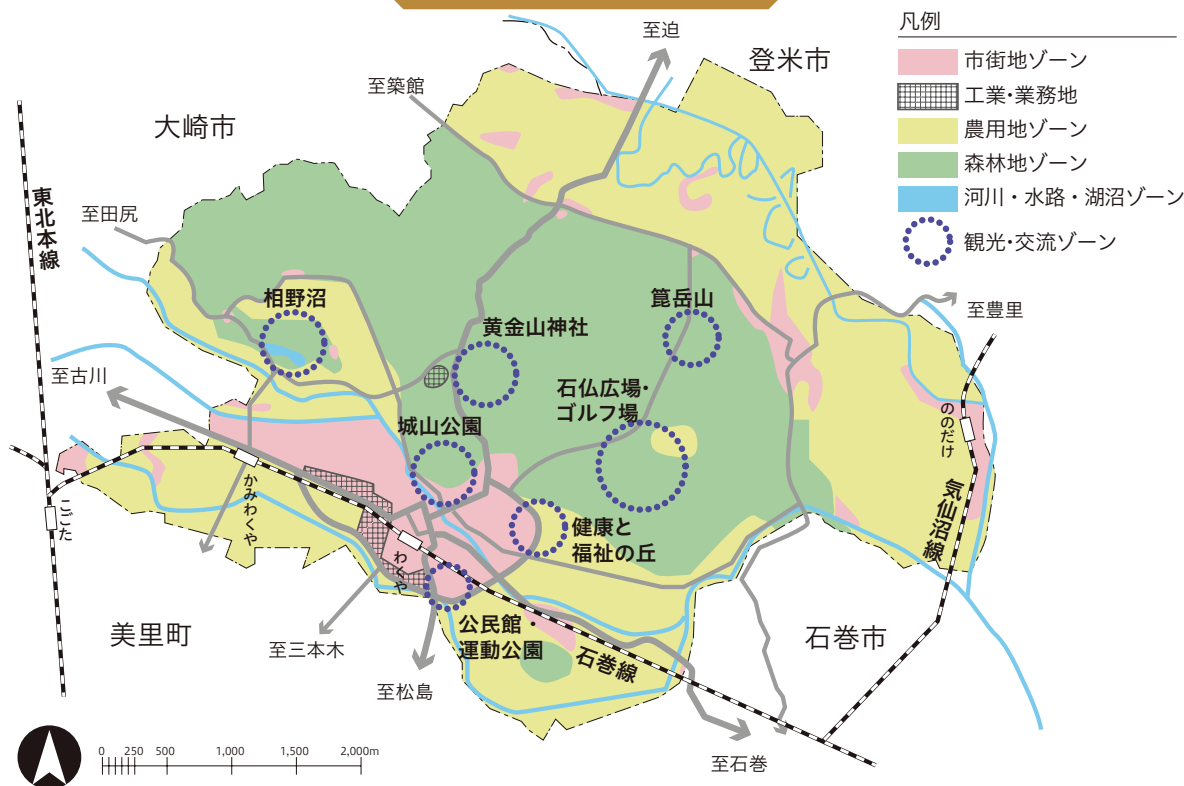 凡例
市街地ゾーン
工業・業務地
農用地ゾーン
森林地ゾーン
河川・水路・湖沼ゾーン
観光・交流ゾーン
至迫
登米市
至築館
大崎市
東北本線
至田尻
相野沼
黄金山神社
箟岳山
至豊里
至古川
石仏広場・
ゴルフ場
城山公園
ののだけ
気仙沼線
かみわくや
こごた
健康と
福祉の丘
わくや
公民館・
運動公園
石巻線
美里町
至三本木
至松島
石巻市
至石巻
0 250 500 1,000 1,500 2,000m